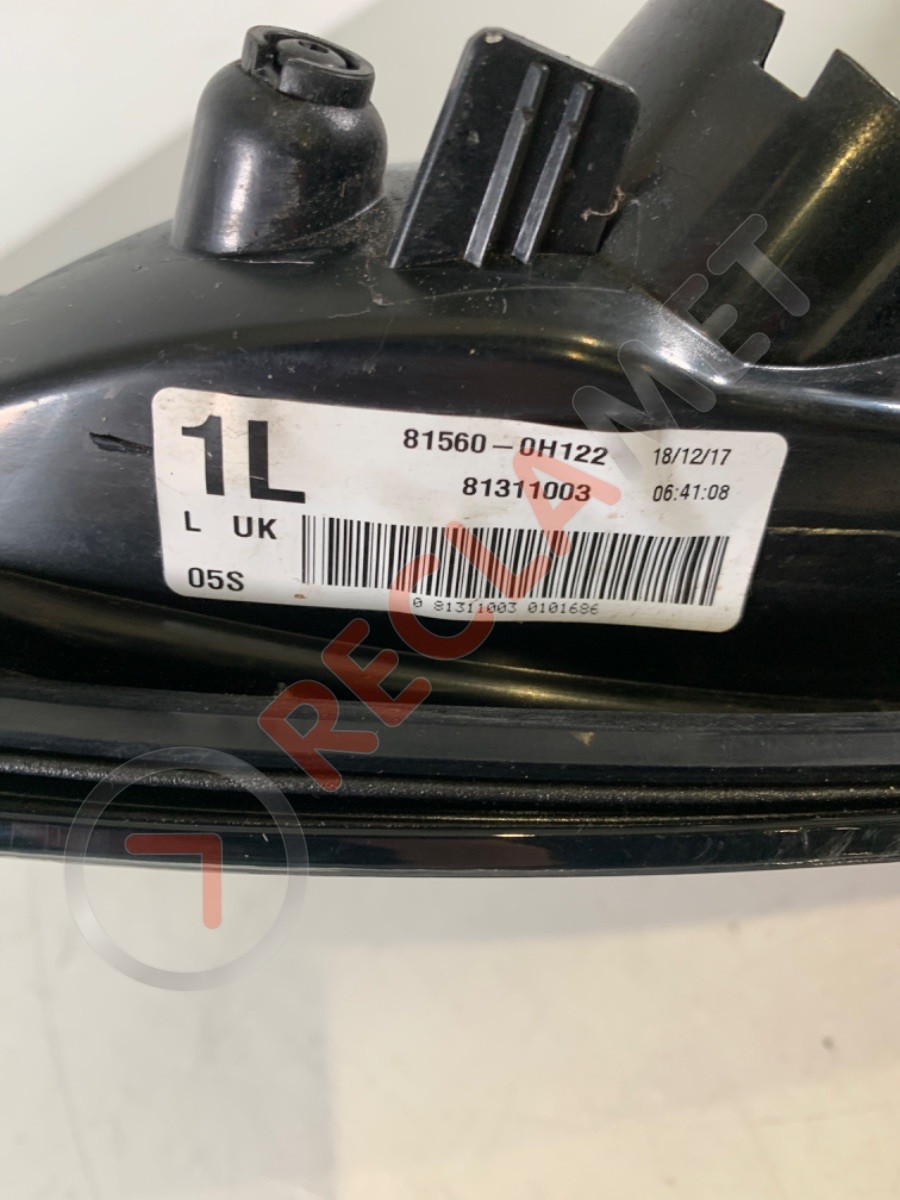 1L
81560-0H122 18/12/17
81311003 06:41:08
L UK
05S
0 81311003 0101686
RECLAMET